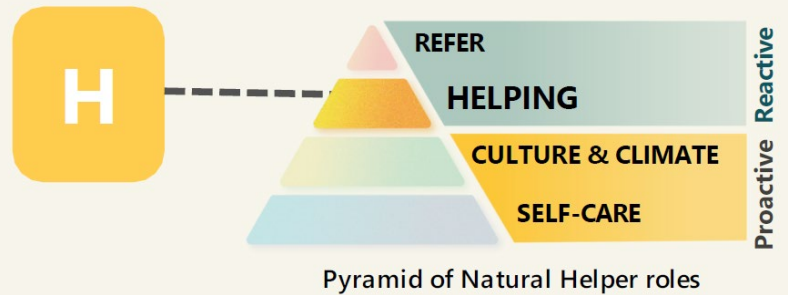 H
REFER
HELPING
Reactive
CULTURE & CLIMATE
SELF-CARE
Proactive
Pyramid of Natural Helper roles